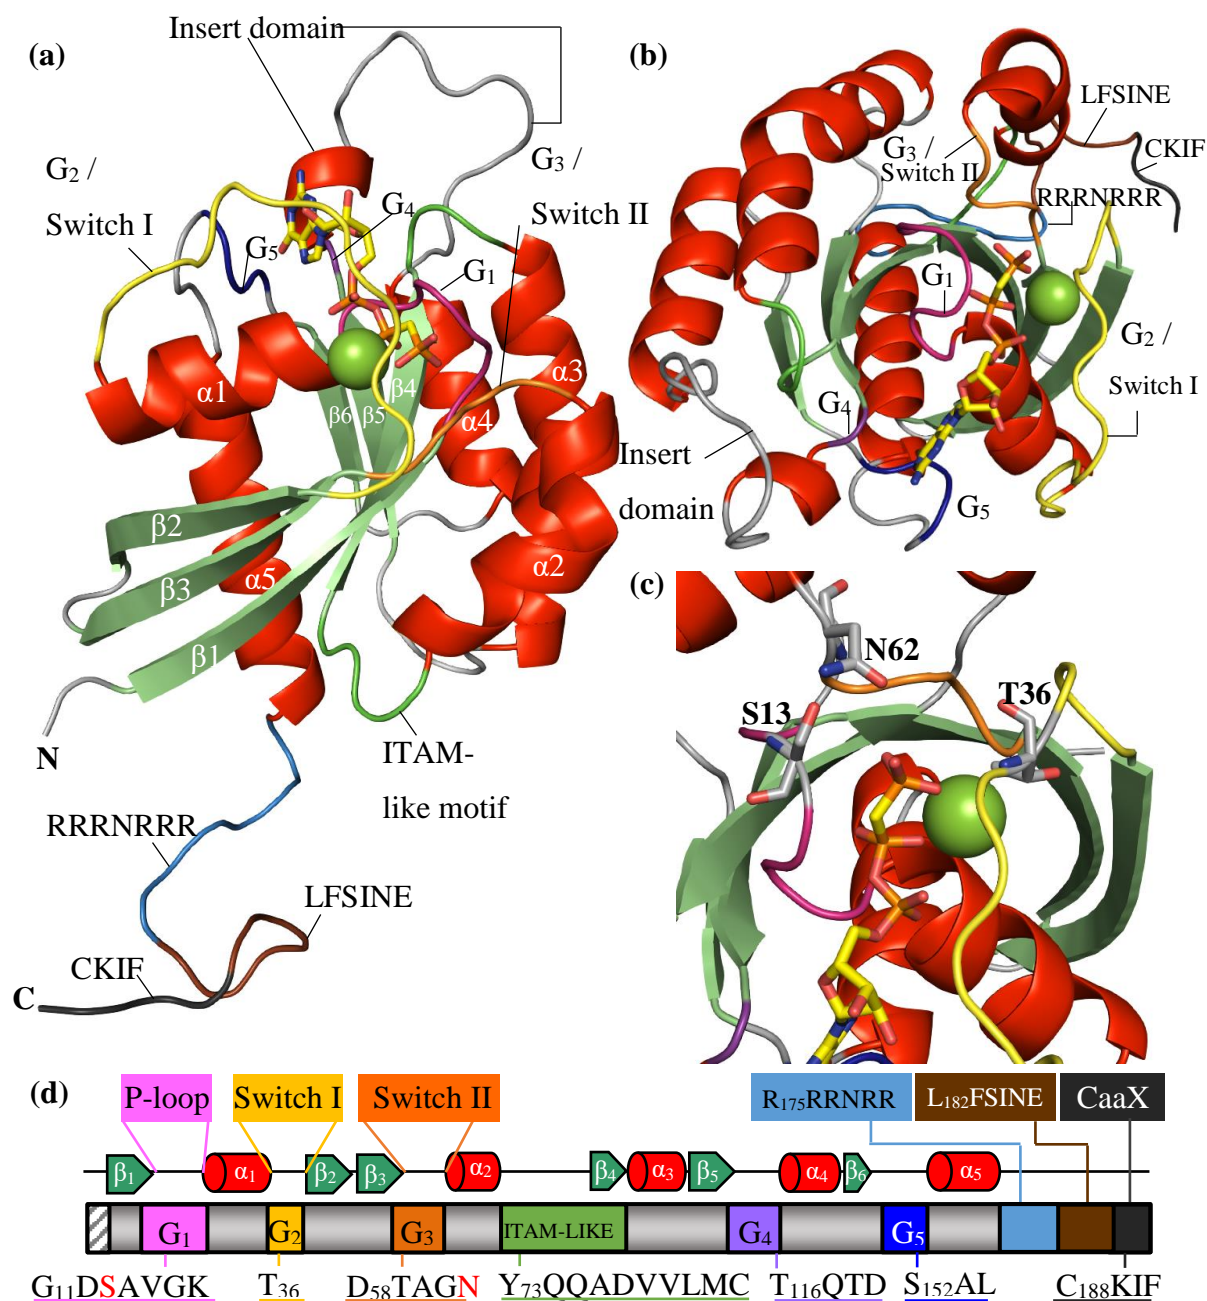 (a)
Insert domain
G2 /
Switch I
G3 /
Switch II
G4
G5
G1
α1
β6
β5
β4
α3
α4
β2
β3
α5
α2
β1
N
ITAM-
like motif
RRRNRRR
LFSINE
CKIF
C
(b)
LFSINE
CKIF
G3 /
Switch II
RRRNRRR
G1
G2 /
Switch I
G4
Insert
domain
G5
(c)
N62
S13
T36
(d)
P-loop
Switch I
Switch II
R175RRNRR
L182FSINE
CaaX
β1
α1
β2
β3
α2
β4
α3
β5
α4
β6
α5
G1
G2
G3
ITAM-LIKE
G4
G5
G11DSAVGK
T36
D58TAGN
Y73QQADVVLMC
T116QTD
S152AL
C188KIF